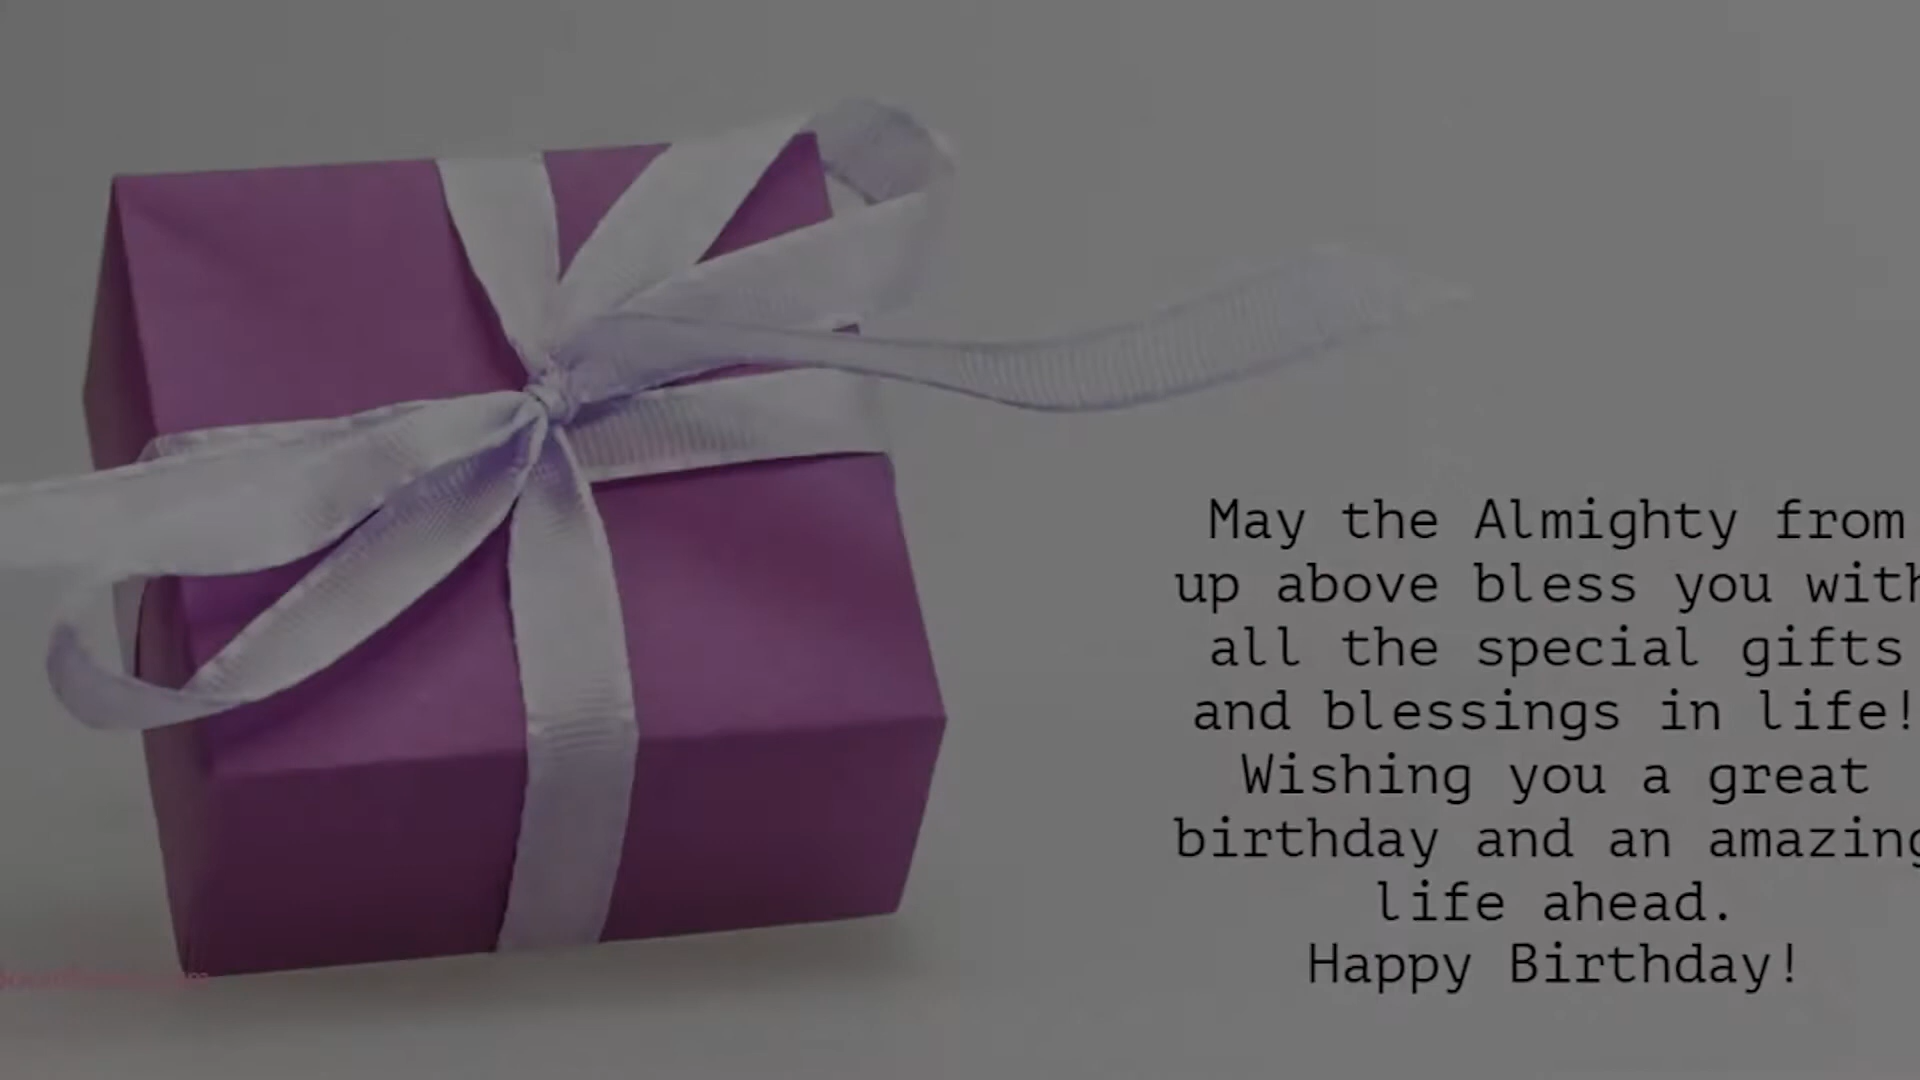 May the Almighty from
up above bless you with
all the special gifts
and blessings in life!
Wishing you a great
birthday and an amazing
life ahead.
Happy Birthday!